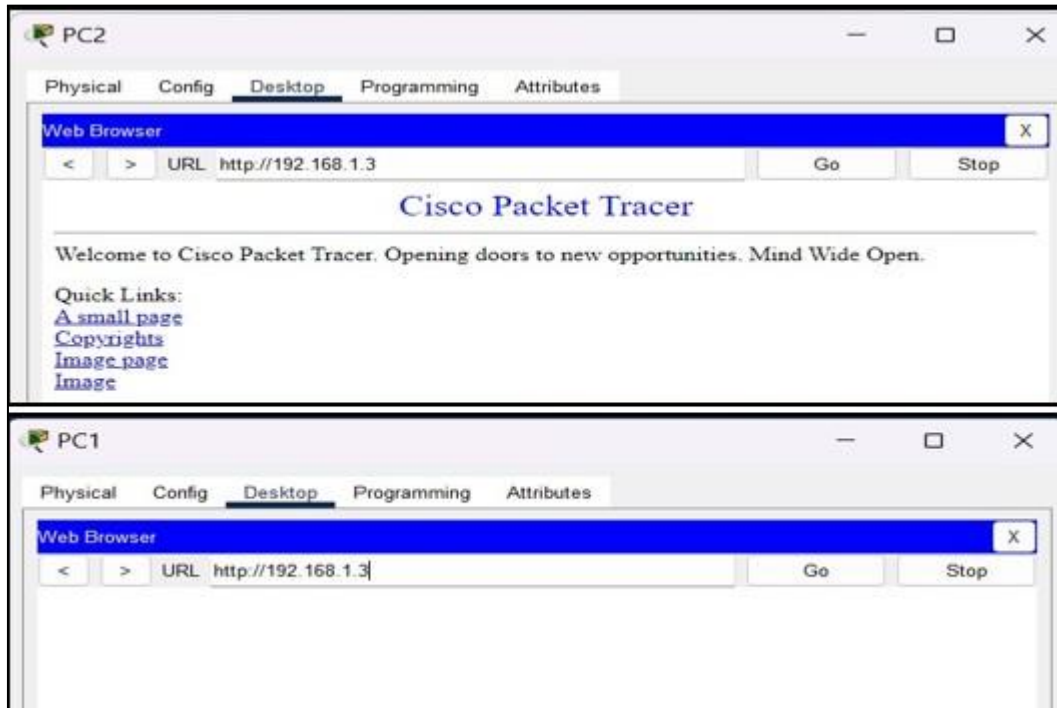 PC2
Physical Config Desktop Programming Attributes
Web Browser X
< > URL http://192.168.1.3 Go Stop
Cisco Packet Tracer
Welcome to Cisco Packet Tracer. Opening doors to new opportunities. Mind Wide Open.
Quick Links:
A small page
Copyrights
Image page
Image
PC1
Physical Config Desktop Programming Attributes
Web Browser X
< > URL http://192.168.1.3 Go Stop